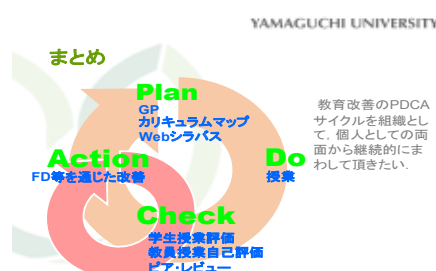 YAMAGUCHI UNIVERSITY
まとめ
Plan
GP
カリキュラムマップ
Webシラバス
Action
FD等を通じた改善
Do
授業
Check
学生授業評価
教員授業自己評価
ピア・レビュー
教育改善のPDCA
サイクルを組織とし
て，個人としての両
面から継続的にま
わして頂きたい．